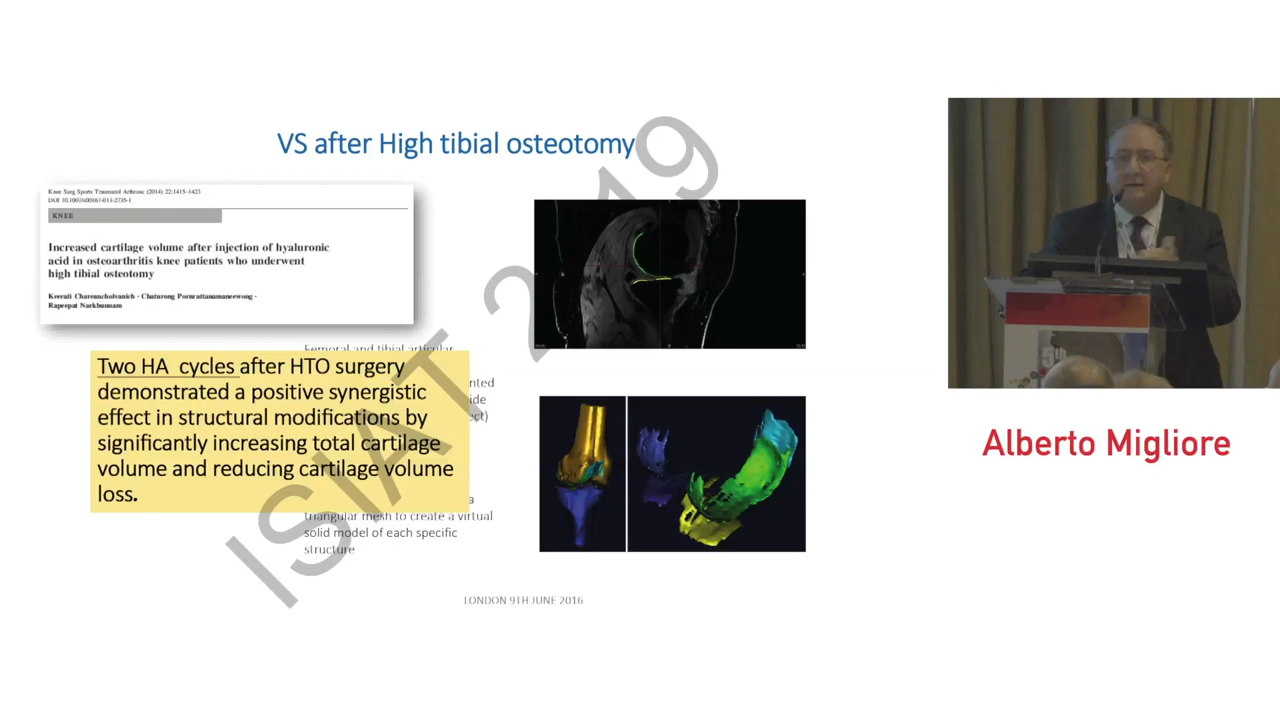 VS after High tibial osteotomy
Knee Surg Sports Traumatol Arthrosc (2014) 22:1415–1423
DOI 10.1007/s00167-013-2735-1
KNEE
Increased cartilage volume after injection of hyaluronic
acid in osteoarthritis knee patients who underwent
high tibial osteotomy
Keerati Chareancholvanich · Chaturong Pornrattanamaneewong ·
Rapeepat Narkbunnam
Femoral and tibial articular
Two HA cycles after HTO surgery
demonstrated a positive synergistic
effect in structural modifications by
significantly increasing total cartilage
volume and reducing cartilage volume
loss.
a
triangular mesh to create a virtual
solid model of each specific
structure
LONDON 9TH JUNE 2016
ISIAT 2019
5th
Alberto Migliore